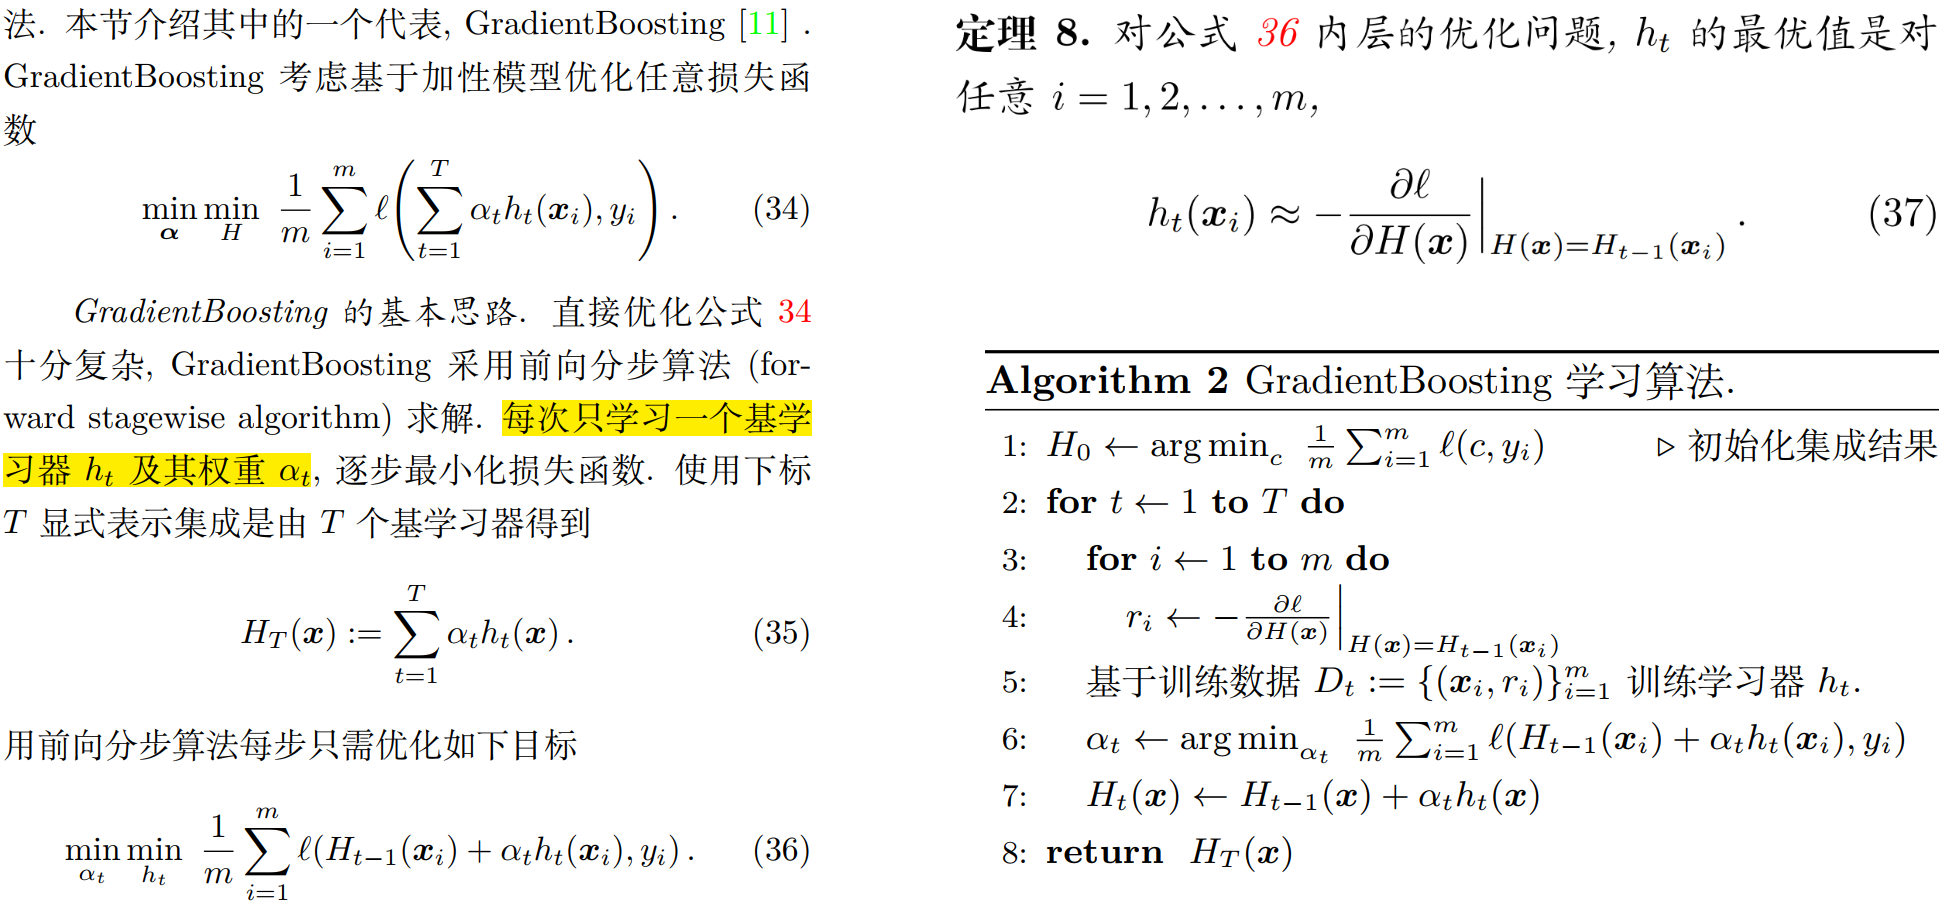 法. 本节介绍其中的一个代表, GradientBoosting [11] .
GradientBoosting 考虑基于加性模型优化任意损失函
数
\min_{\boldsymbol{\alpha}} \min_{H} \frac{1}{m} \sum_{i=1}^{m} \ell\left( \sum_{t=1}^{T} \alpha_t h_t(\boldsymbol{x}_i), y_i \right) . (34)
GradientBoosting 的基本思路. 直接优化公式 34
十分复杂, GradientBoosting 采用前向分步算法 (for-
ward stagewise algorithm) 求解. 每次只学习一个基学
习器 h_t 及其权重 α_t, 逐步最小化损失函数. 使用下标
T 显式表示集成是由 T 个基学习器得到
H_T(\boldsymbol{x}) := \sum_{t=1}^{T} \alpha_t h_t(\boldsymbol{x}) . (35)
用前向分步算法每步只需优化如下目标
\min_{\alpha_t} \min_{h_t} \frac{1}{m} \sum_{i=1}^{m} \ell(H_{t-1}(\boldsymbol{x}_i) + \alpha_t h_t(\boldsymbol{x}_i), y_i) . (36)
定理 8. 对公式 36 内层的优化问题, h_t 的最优值是对
任意 i = 1, 2, . . . , m,
h_t(\boldsymbol{x}_i) \approx -\frac{\partial \ell}{\partial H(\boldsymbol{x})} \Big|_{H(\boldsymbol{x})=H_{t-1}(\boldsymbol{x}_i)} . (37)
Algorithm 2 GradientBoosting 学习算法.
1: H_0 ← arg min_c \frac{1}{m} \sum_{i=1}^{m} \ell(c, y_i) ▷ 初始化集成结果
2: for t ← 1 to T do
3: for i ← 1 to m do
4: r_i ← -\frac{\partial \ell}{\partial H(\boldsymbol{x})} \Big|_{H(\boldsymbol{x})=H_{t-1}(\boldsymbol{x}_i)}
5: 基于训练数据 D_t := \{(\boldsymbol{x}_i, r_i)\}_{i=1}^{m} 训练学习器 h_t.
6: α_t ← arg min_{α_t} \frac{1}{m} \sum_{i=1}^{m} \ell(H_{t-1}(\boldsymbol{x}_i) + \alpha_t h_t(\boldsymbol{x}_i), y_i)
7: H_t(\boldsymbol{x}) ← H_{t-1}(\boldsymbol{x}) + \alpha_t h_t(\boldsymbol{x})
8: return H_T(\boldsymbol{x})